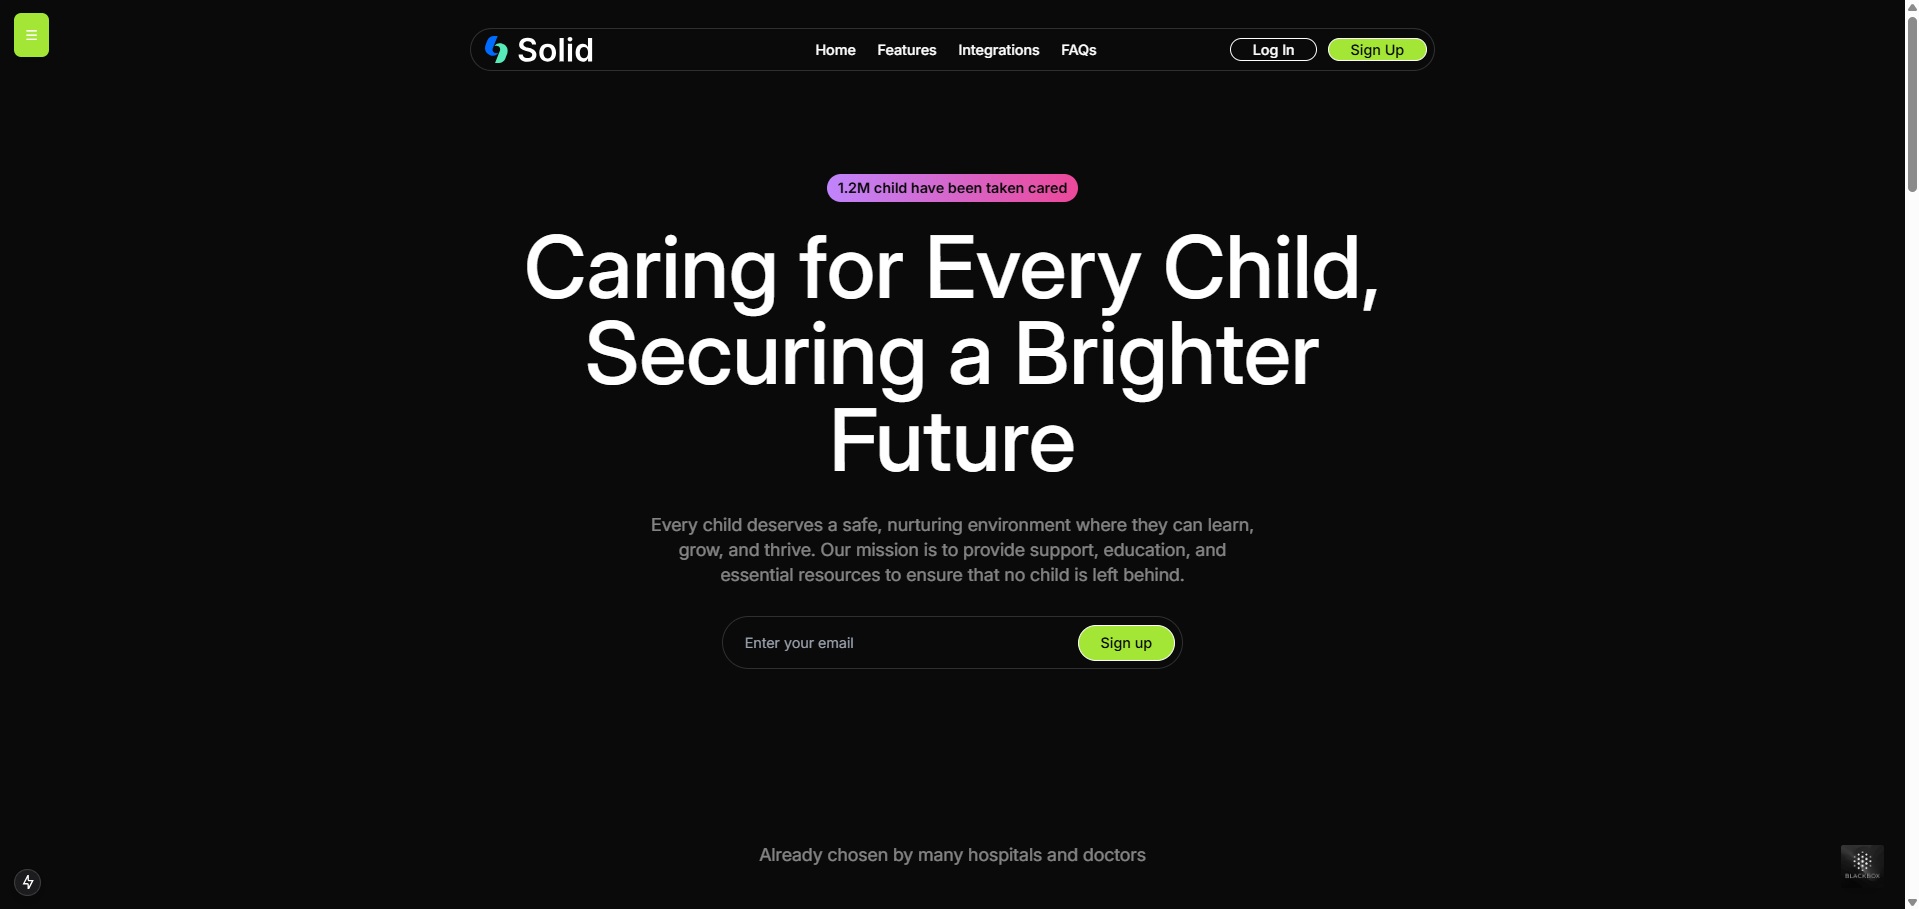 Solid
Home Features Integrations FAQs
Log In Sign Up
1.2M child have been taken cared
Caring for Every Child,
Securing a Brighter
Future
Every child deserves a safe, nurturing environment where they can learn,
grow, and thrive. Our mission is to provide support, education, and
essential resources to ensure that no child is left behind.
Enter your email Sign up
Already chosen by many hospitals and doctors
BLACKBOX